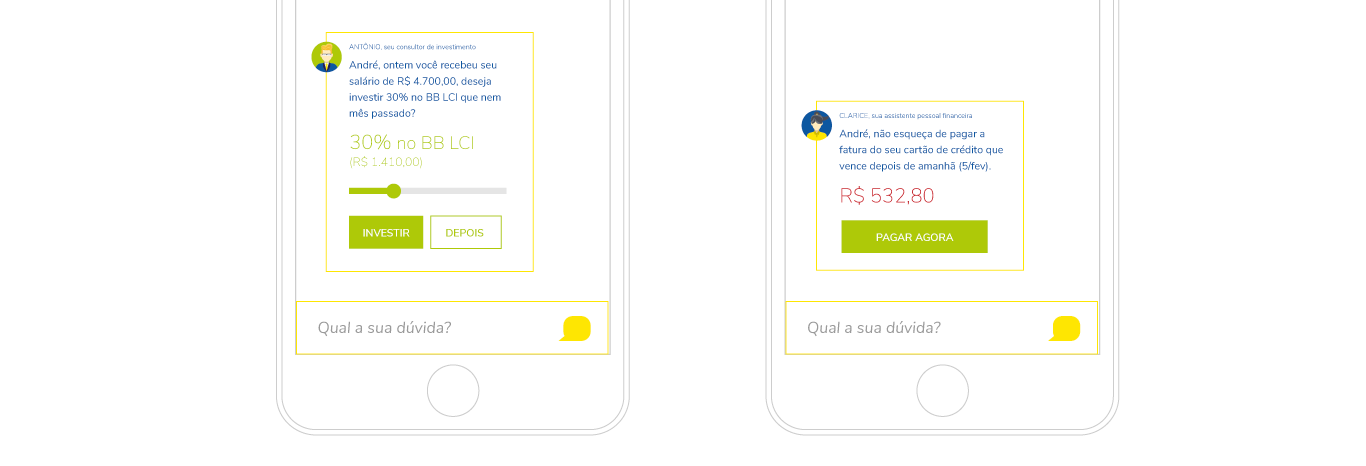 ANTÔNIO, seu consultor de investimento
André, ontem você recebeu seu
salário de R$ 4.700,00, deseja
investir 30% no BB LCI que nem
mês passado?
30% no BB LCI
(R$ 1.410,00)
INVESTIR
DEPOIS
Qual a sua dúvida?
CLARICE, sua assistente pessoal financeira
André, não esqueça de pagar a
fatura do seu cartão de crédito que
vence depois de amanhã (5/fev).
R$ 532,80
PAGAR AGORA
Qual a sua dúvida?